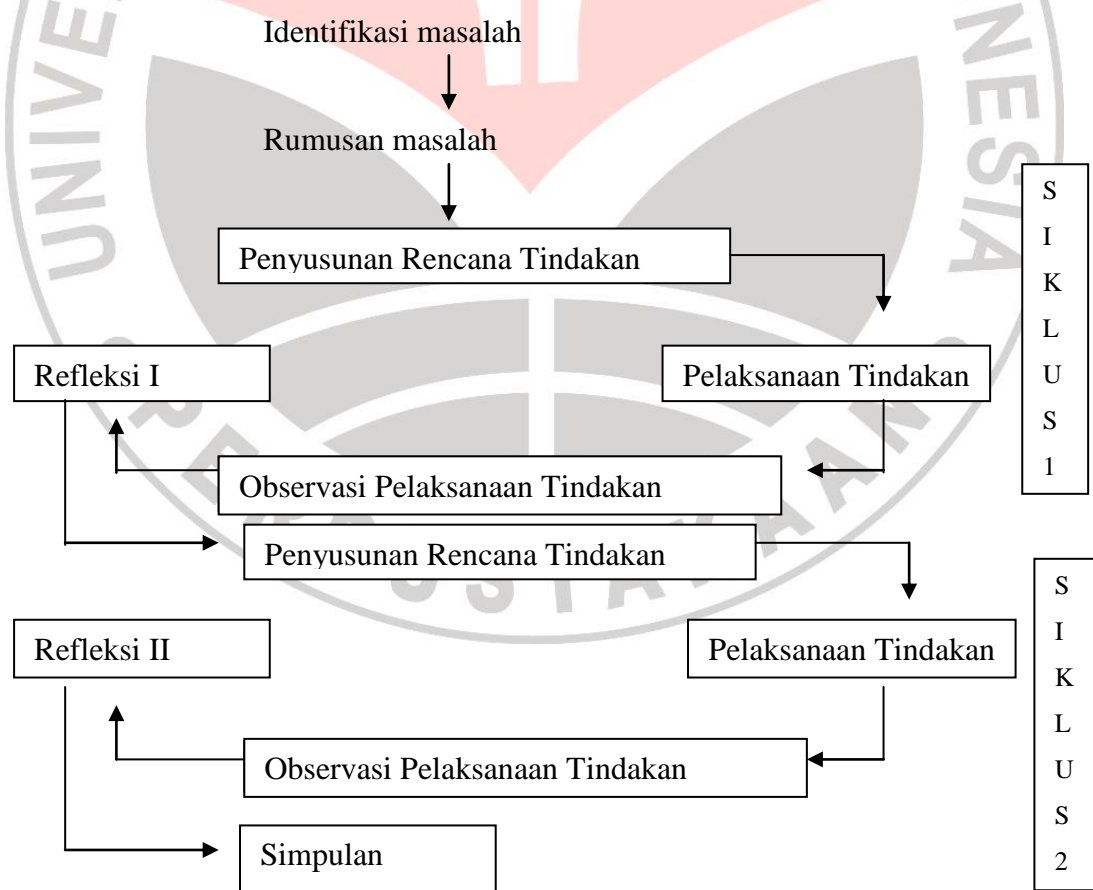 Identifikasi masalah
Rumusan masalah
Penyusunan Rencana Tindakan
Refleksi I
Pelaksanaan Tindakan
Observasi Pelaksanaan Tindakan
S
I
K
L
U
S
1
Penyusunan Rencana Tindakan
Refleksi II
Pelaksanaan Tindakan
Observasi Pelaksanaan Tindakan
Simpulan
S
I
K
L
U
S
2